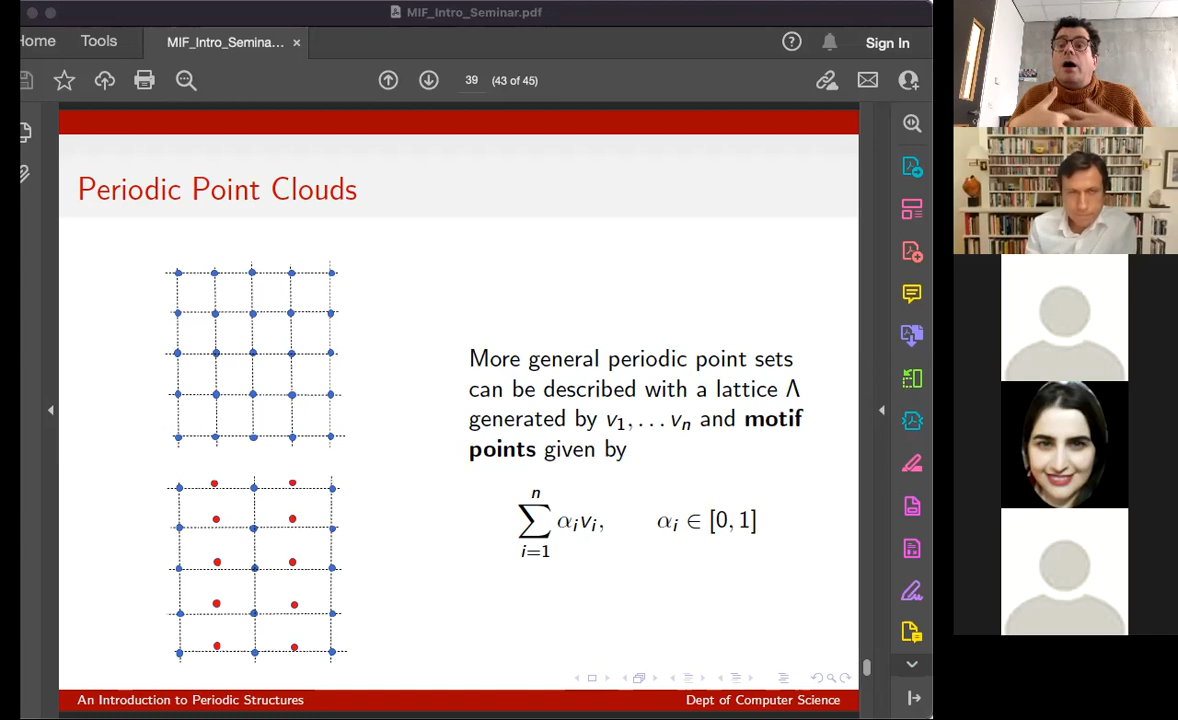 MIF_Intro_Seminar.pdf
Home Tools MIF_Intro_Semina... × Sign In
39 (43 of 45)
Periodic Point Clouds
More general periodic point sets
can be described with a lattice Λ
generated by v₁, . . . vₙ and motif
points given by
n
∑ αᵢvᵢ, αᵢ ∈ [0, 1]
i=1
An Introduction to Periodic Structures Dept of Computer Science